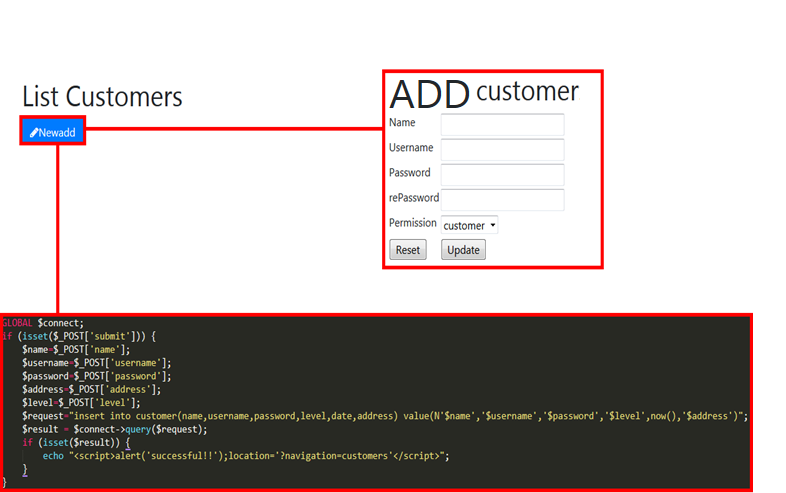 List Customers
Newadd
ADD customer
Name
Username
Password
rePassword
Permission customer
Reset Update
GLOBAL $connect;
if (isset($_POST['submit'])) {
$name=$_POST['name'];
$username=$_POST['username'];
$password=$_POST['password'];
$address=$_POST['address'];
$level=$_POST['level'];
$request="insert into customer(name,username,password,level,date,address) value(N'$name','$username','$password','$level',now(),'$address')";
$result = $connect->query($request);
if (isset($result)) {
echo "<script>alert('successful!!');location='?navigation=customers'</script>";
}
}